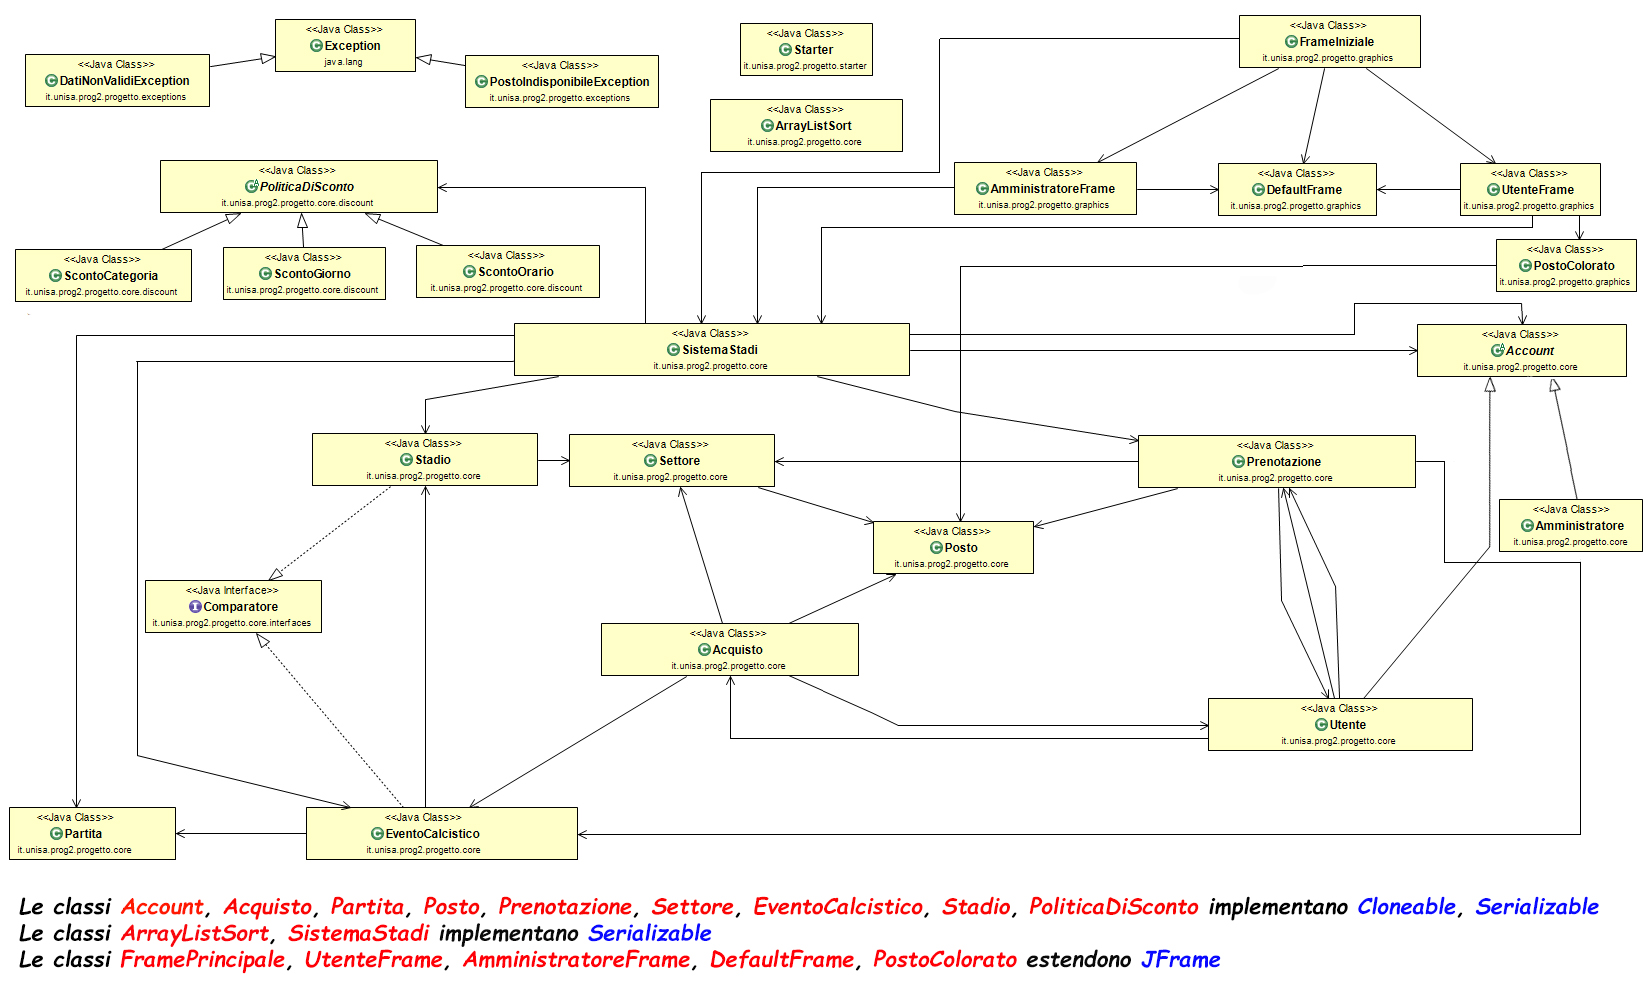 <<Java Class>>
Exception
java.lang
<<Java Class>>
DatiNonValidiException
it.unisa.prog2.progetto.exceptions
<<Java Class>>
PostoIndisponibileException
it.unisa.prog2.progetto.exceptions
<<Java Class>>
Starter
it.unisa.prog2.progetto.starter
<<Java Class>>
ArrayListSort
it.unisa.prog2.progetto.core
<<Java Class>>
FrameIniziale
it.unisa.prog2.progetto.graphics
<<Java Class>>
PoliticaDiSconto
it.unisa.prog2.progetto.core.discount
<<Java Class>>
AmministratoreFrame
it.unisa.prog2.progetto.graphics
<<Java Class>>
DefaultFrame
it.unisa.prog2.progetto.graphics
<<Java Class>>
UtenteFrame
it.unisa.prog2.progetto.graphics
<<Java Class>>
ScontoCategoria
it.unisa.prog2.progetto.core.discount
<<Java Class>>
ScontoGiorno
it.unisa.prog2.progetto.core.discount
<<Java Class>>
ScontoOrario
it.unisa.prog2.progetto.core.discount
<<Java Class>>
PostoColorato
it.unisa.prog2.progetto.graphics
<<Java Class>>
SistemaStadi
it.unisa.prog2.progetto.core
<<Java Class>>
Account
it.unisa.prog2.progetto.core
<<Java Class>>
Stadio
it.unisa.prog2.progetto.core
<<Java Class>>
Settore
it.unisa.prog2.progetto.core
<<Java Class>>
Prenotazione
it.unisa.prog2.progetto.core
<<Java Class>>
Posto
it.unisa.prog2.progetto.core
<<Java Class>>
Amministratore
it.unisa.prog2.progetto.core
<<Java Interface>>
Comparatore
it.unisa.prog2.progetto.core.interfaces
<<Java Class>>
Acquisto
it.unisa.prog2.progetto.core
<<Java Class>>
Utente
it.unisa.prog2.progetto.core
<<Java Class>>
Partita
it.unisa.prog2.progetto.core
<<Java Class>>
EventoCalcistico
it.unisa.prog2.progetto.core
Le classi Account, Acquisto, Partita, Posto, Prenotazione, Settore, EventoCalcistico, Stadio, PoliticaDiSconto implementano Cloneable, Serializable
Le classi ArrayListSort, SistemaStadi implementano Serializable
Le classi FramePrincipale, UtenteFrame, AmministratoreFrame, DefaultFrame, PostoColorato estendono JFrame